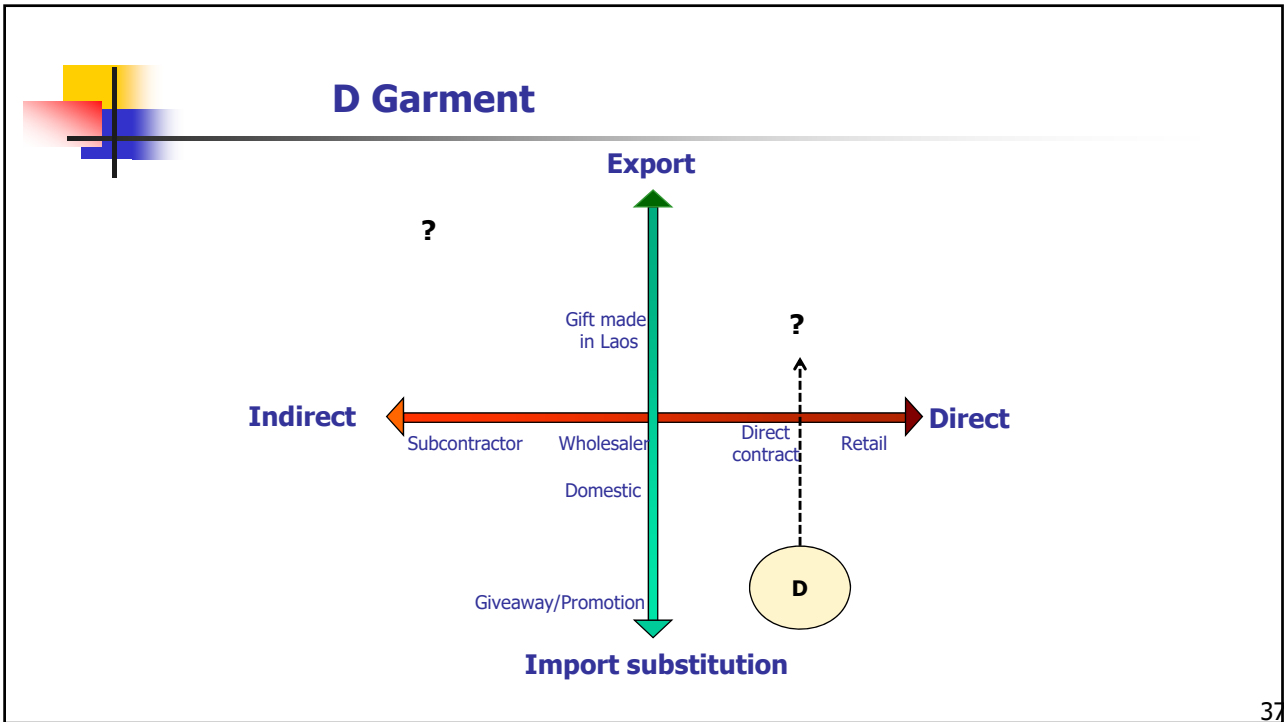 D Garment
Export
?
Gift made
in Laos
?
Indirect
Direct
Subcontractor
Wholesaler
Direct
contract
Retail
Domestic
D
Giveaway/Promotion
Import substitution
37